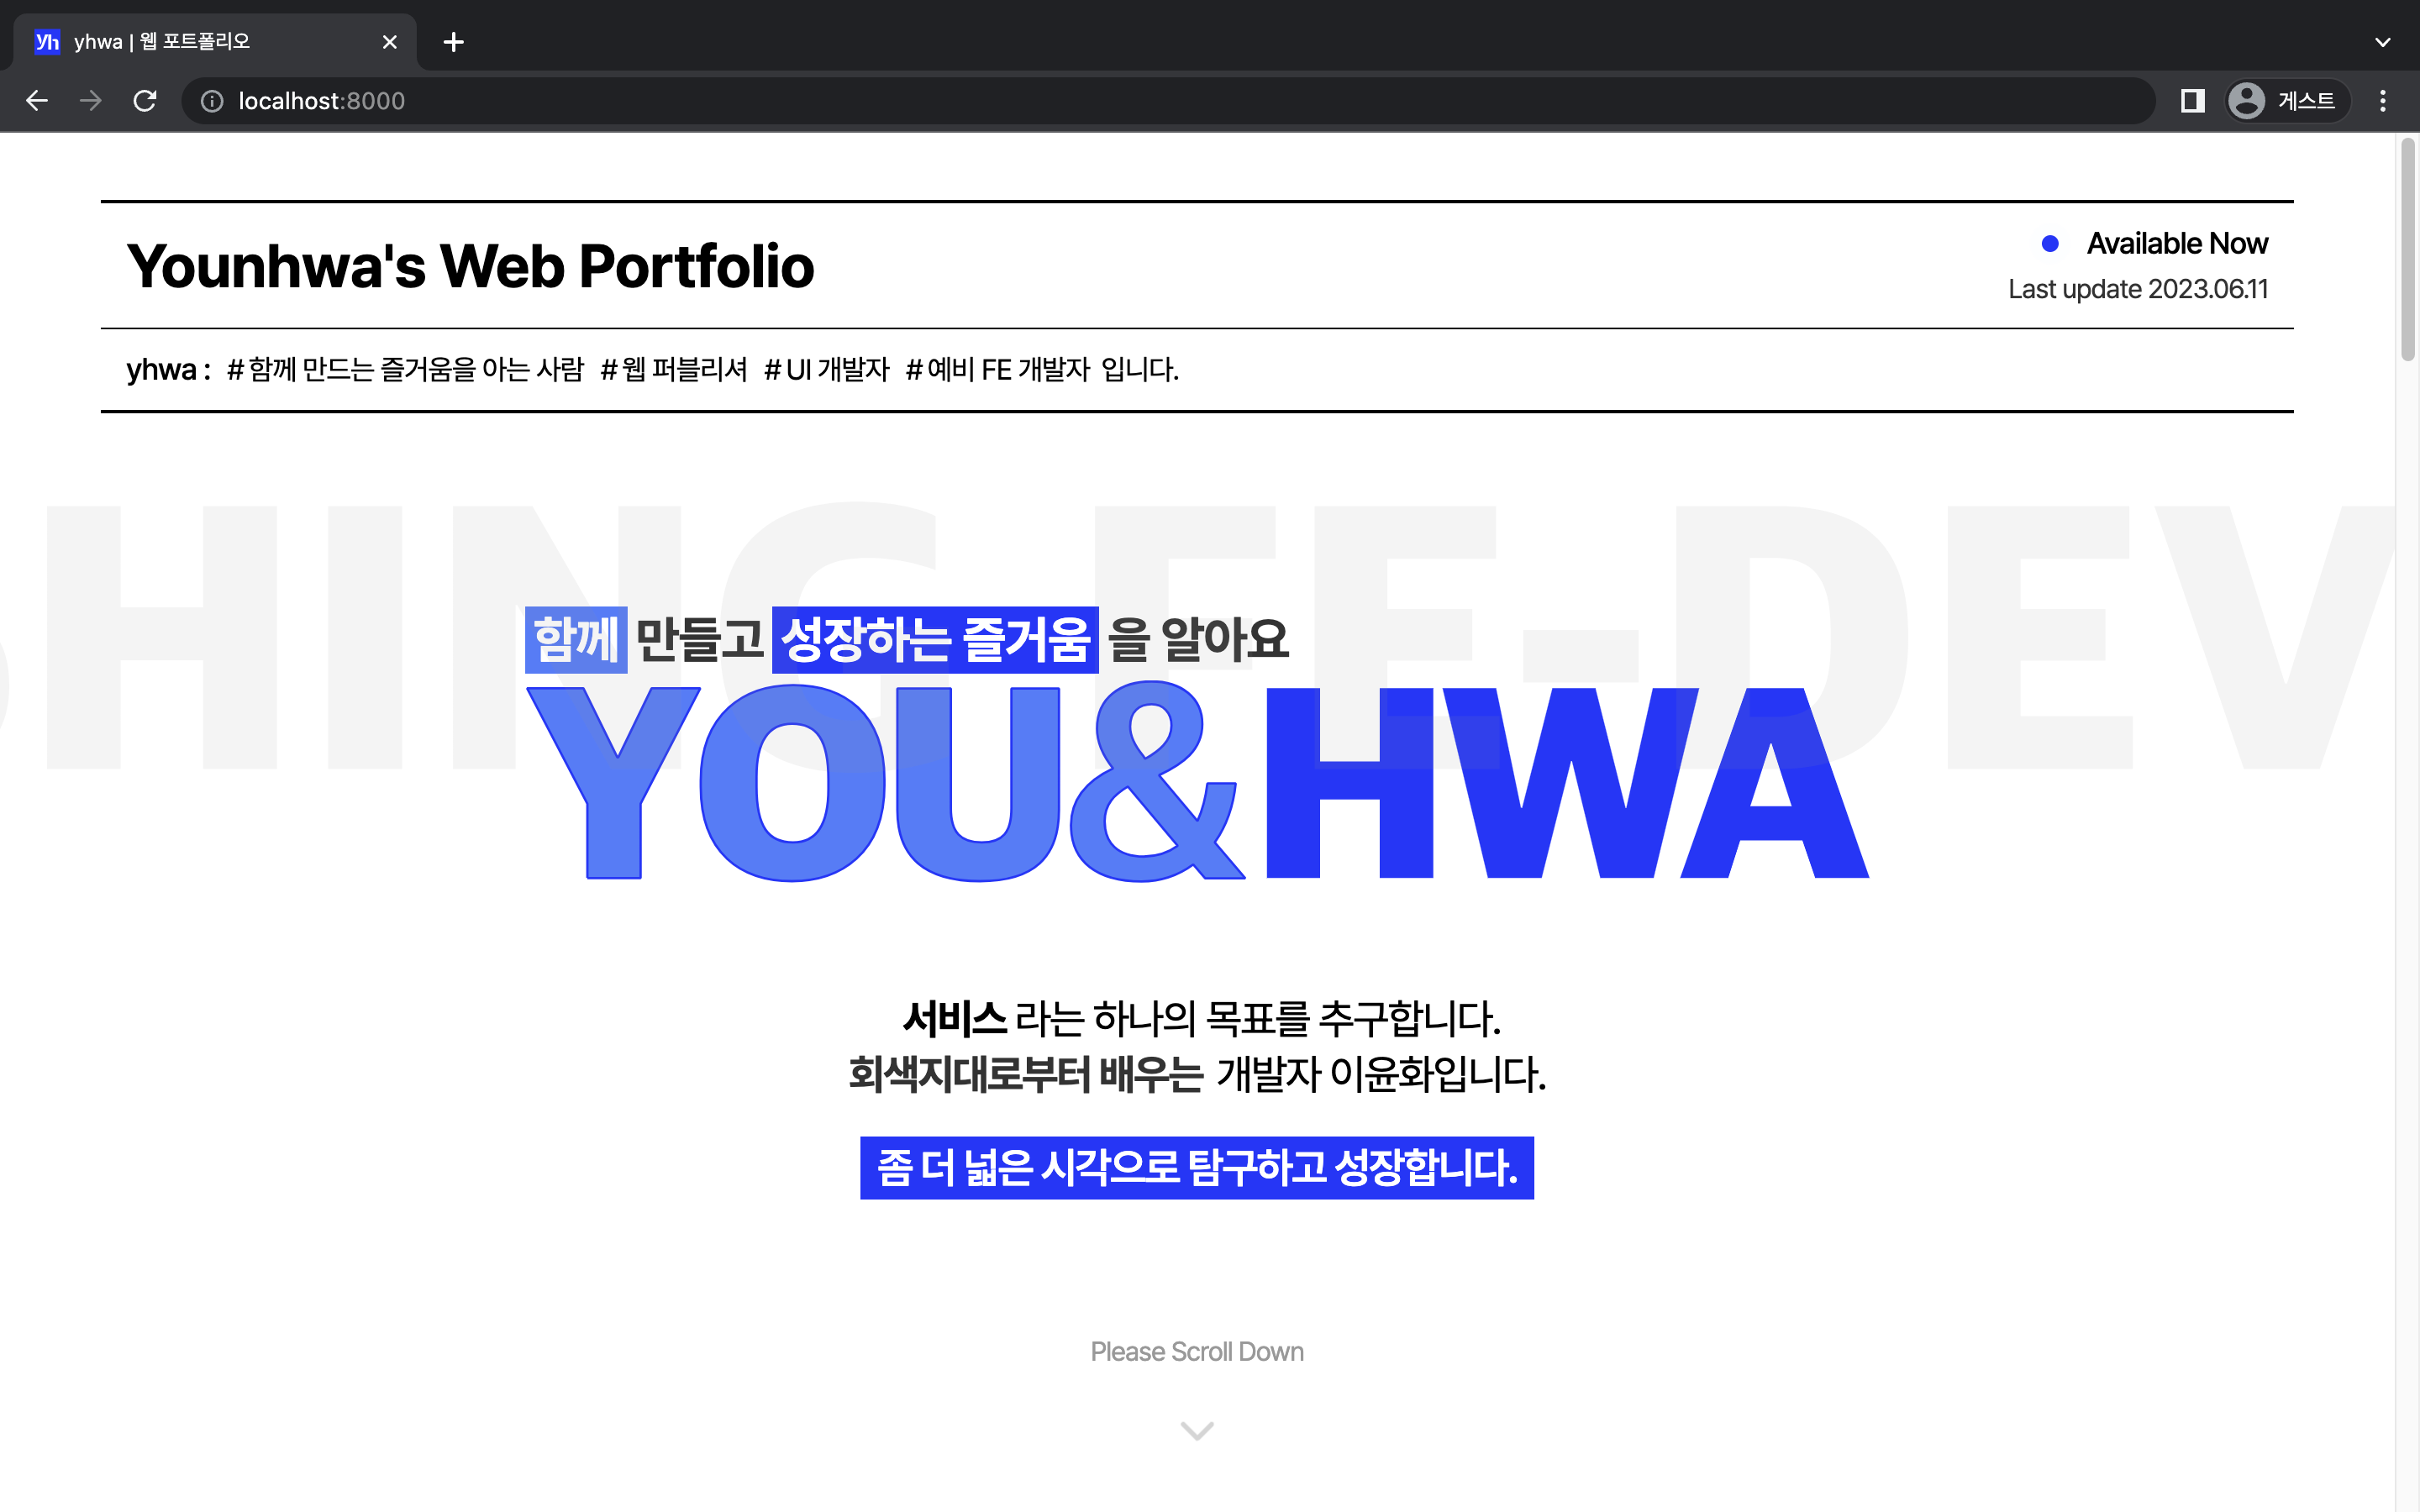 yh yhwa | 웹 포트폴리오
localhost:8000
게스트
Younhwa's Web Portfolio
Available Now
Last update 2023.06.11
yhwa : # 함께 만드는 즐거움을 아는 사람 # 웹 퍼블리셔 # UI 개발자 # 예비 FE 개발자 입니다.
HING FE-DEV
함께 만들고 성장하는 즐거움 을 알아요
YOU&HWA
서비스 라는 하나의 목표를 추구합니다.
회색지대로부터 배우는 개발자 이윤화입니다.
좀 더 넓은 시각으로 탐구하고 성장합니다.
Please Scroll Down